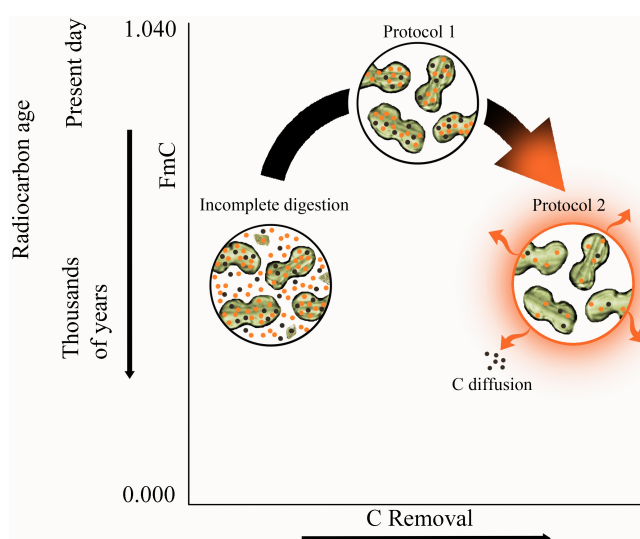 1.040
Protocol 1
Present day
Radiocarbon age
FmC
Incomplete digestion
Protocol 2
Thousands
of years
C diffusion
0.000
C Removal